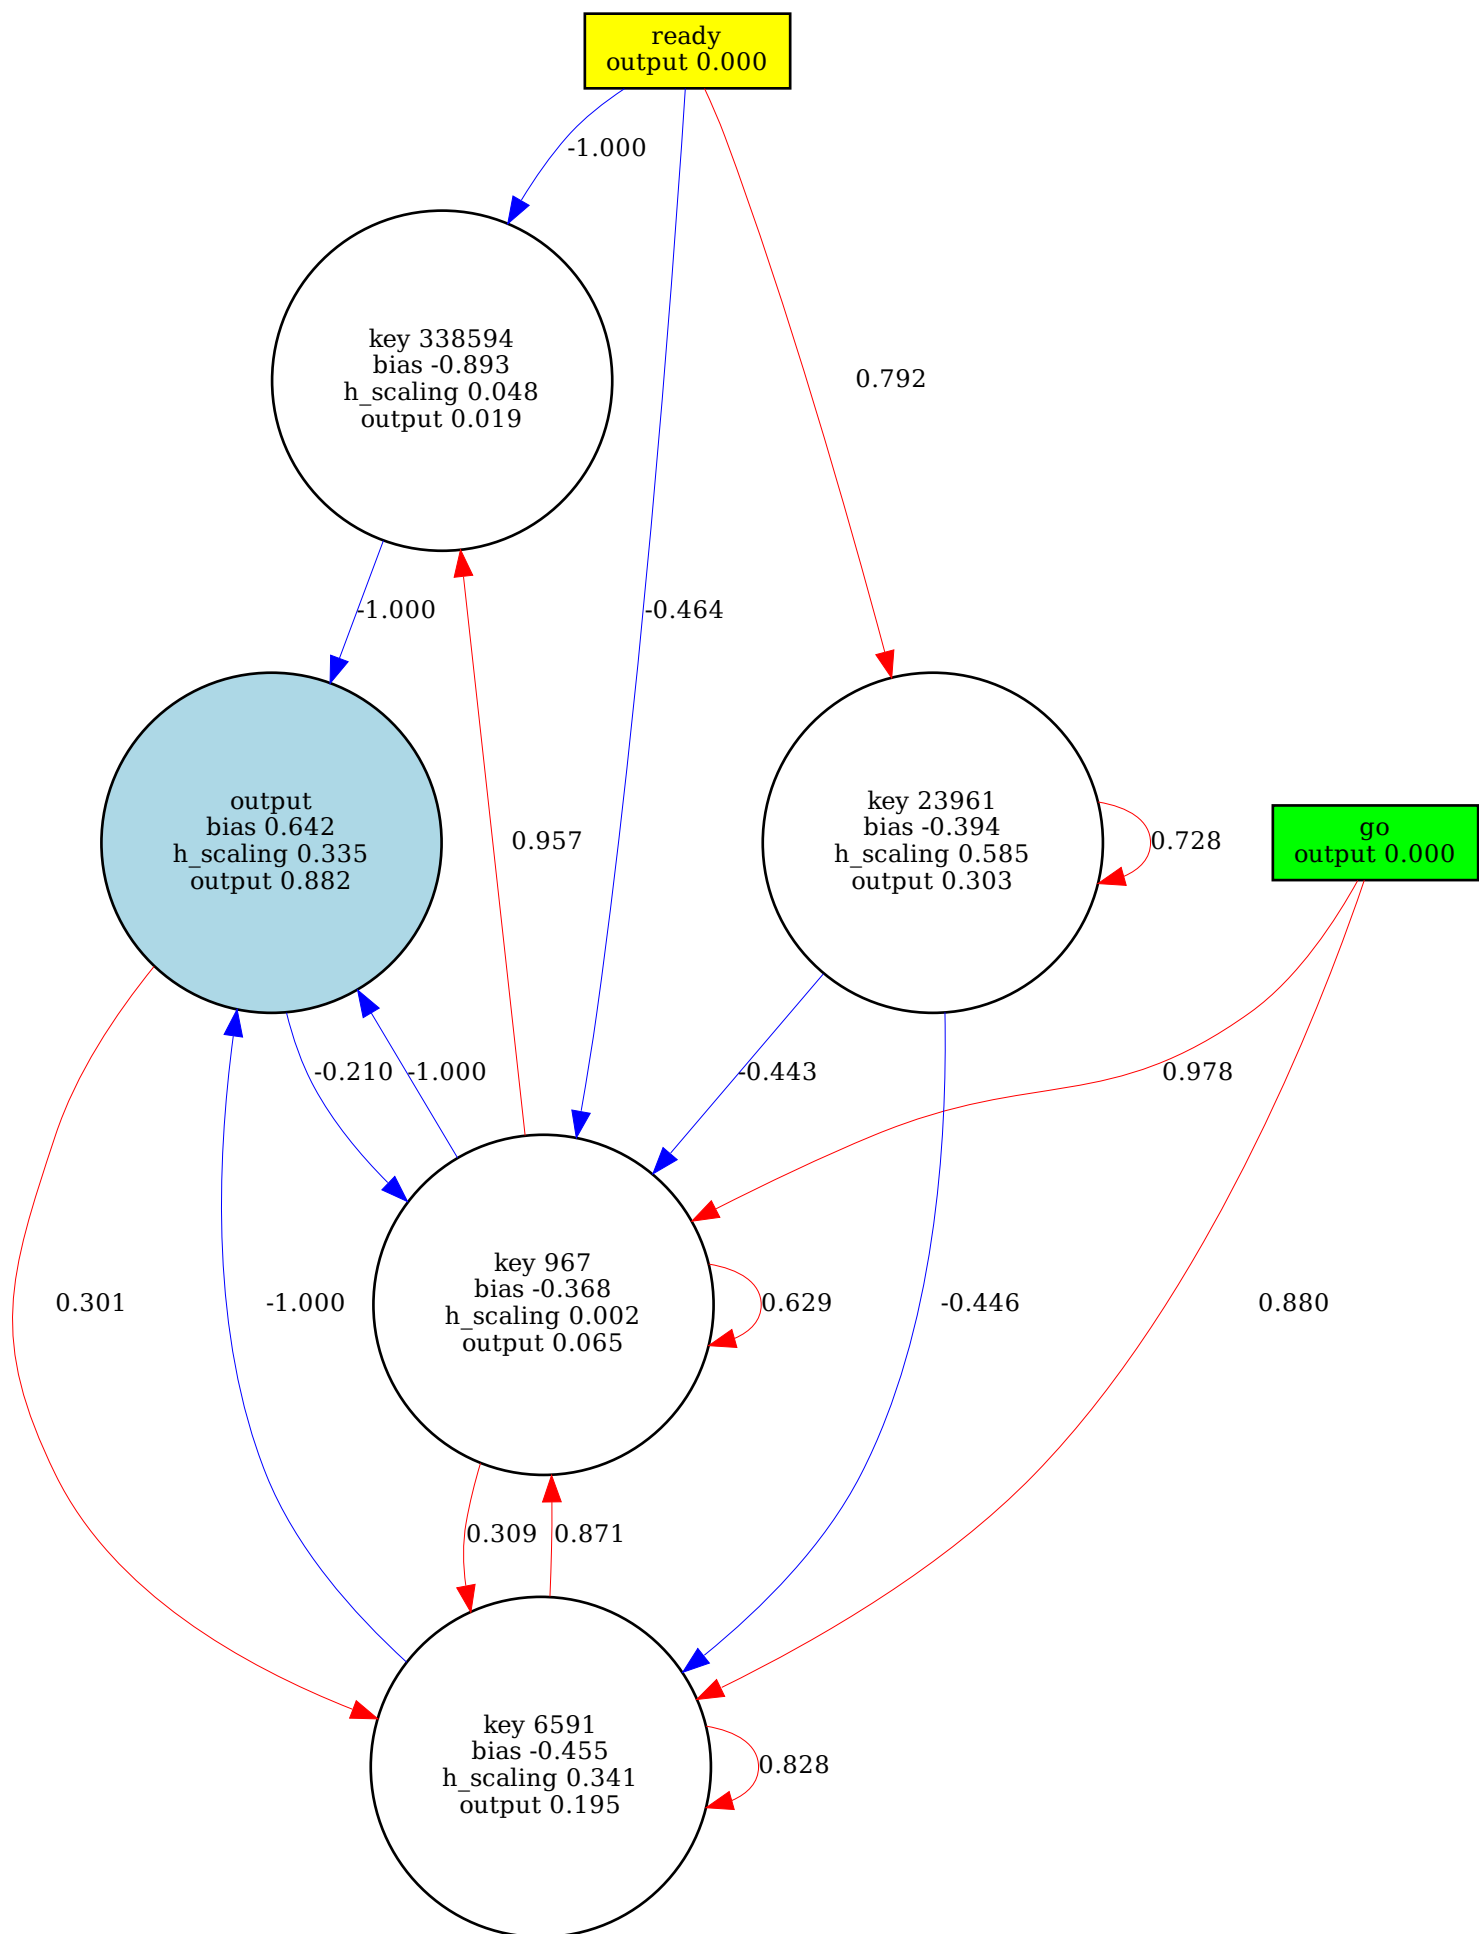 ready
output 0.000
-1.000
key 338594
bias -0.893
h_scaling 0.048
output 0.019
0.792
-1.000
-0.464
output
bias 0.642
h_scaling 0.335
output 0.882
0.957
key 23961
bias -0.394
h_scaling 0.585
output 0.303
0.728
go
output 0.000
-0.210
-1.000
-0.443
0.978
0.301
-1.000
key 967
bias -0.368
h_scaling 0.002
output 0.065
0.629
-0.446
0.880
0.309
0.871
key 6591
bias -0.455
h_scaling 0.341
output 0.195
0.828